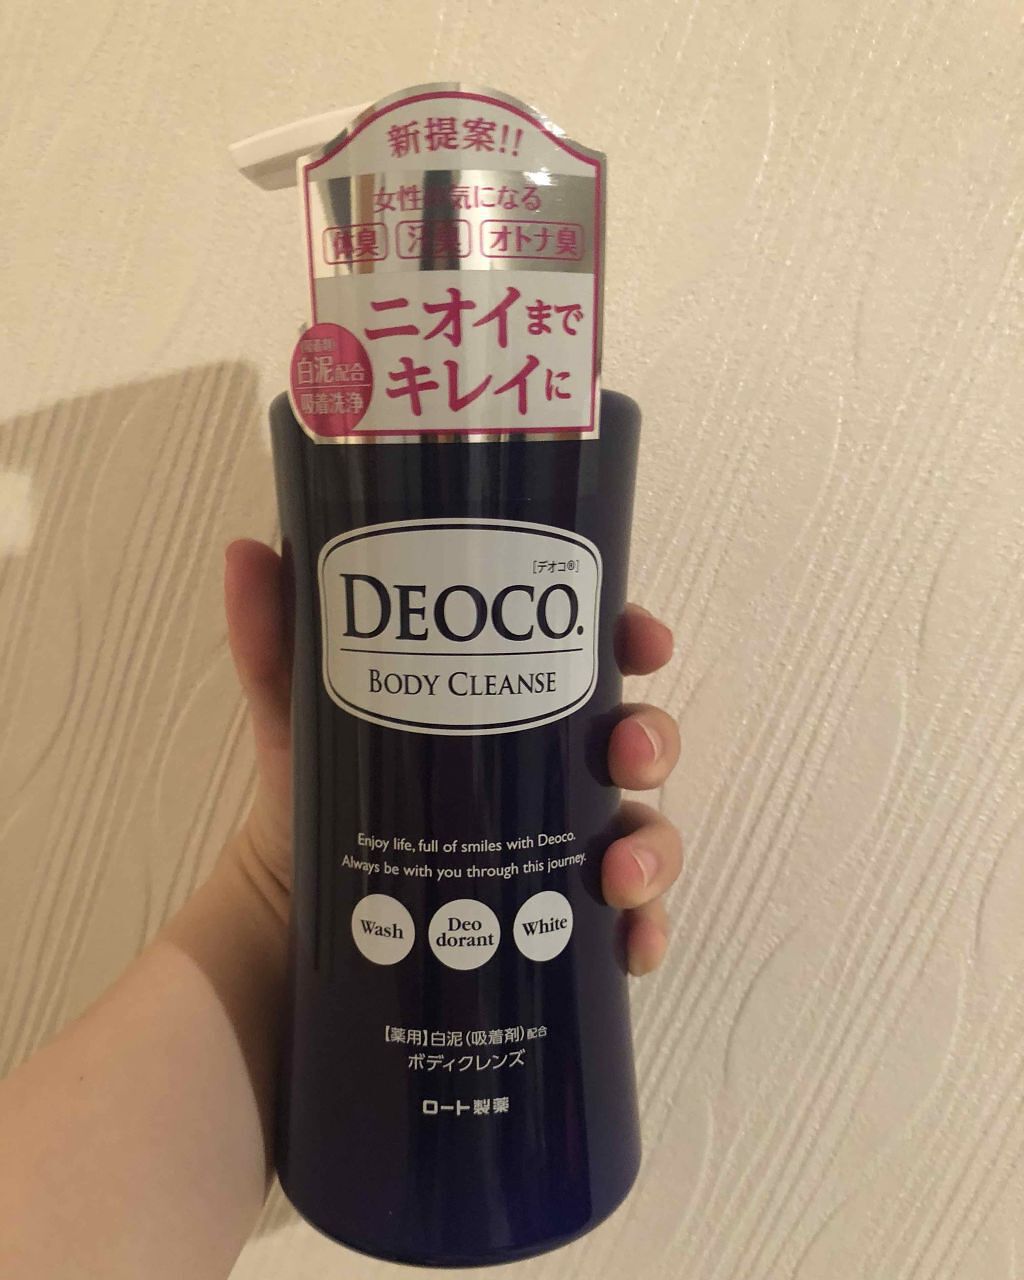 新提案!!
女性の気になる
体臭 汗臭 オトナ臭
ニオイまで
キレイに
(吸着剤)
白泥配合
吸着洗浄
[デオコ®]
DEOCO.
BODY CLEANSE
Enjoy life, full of smiles with Deoco.
Always be with you through this journey.
Wash
Deo
dorant
White
【薬用】白泥(吸着剤)配合
ボディクレンズ
ロート製薬